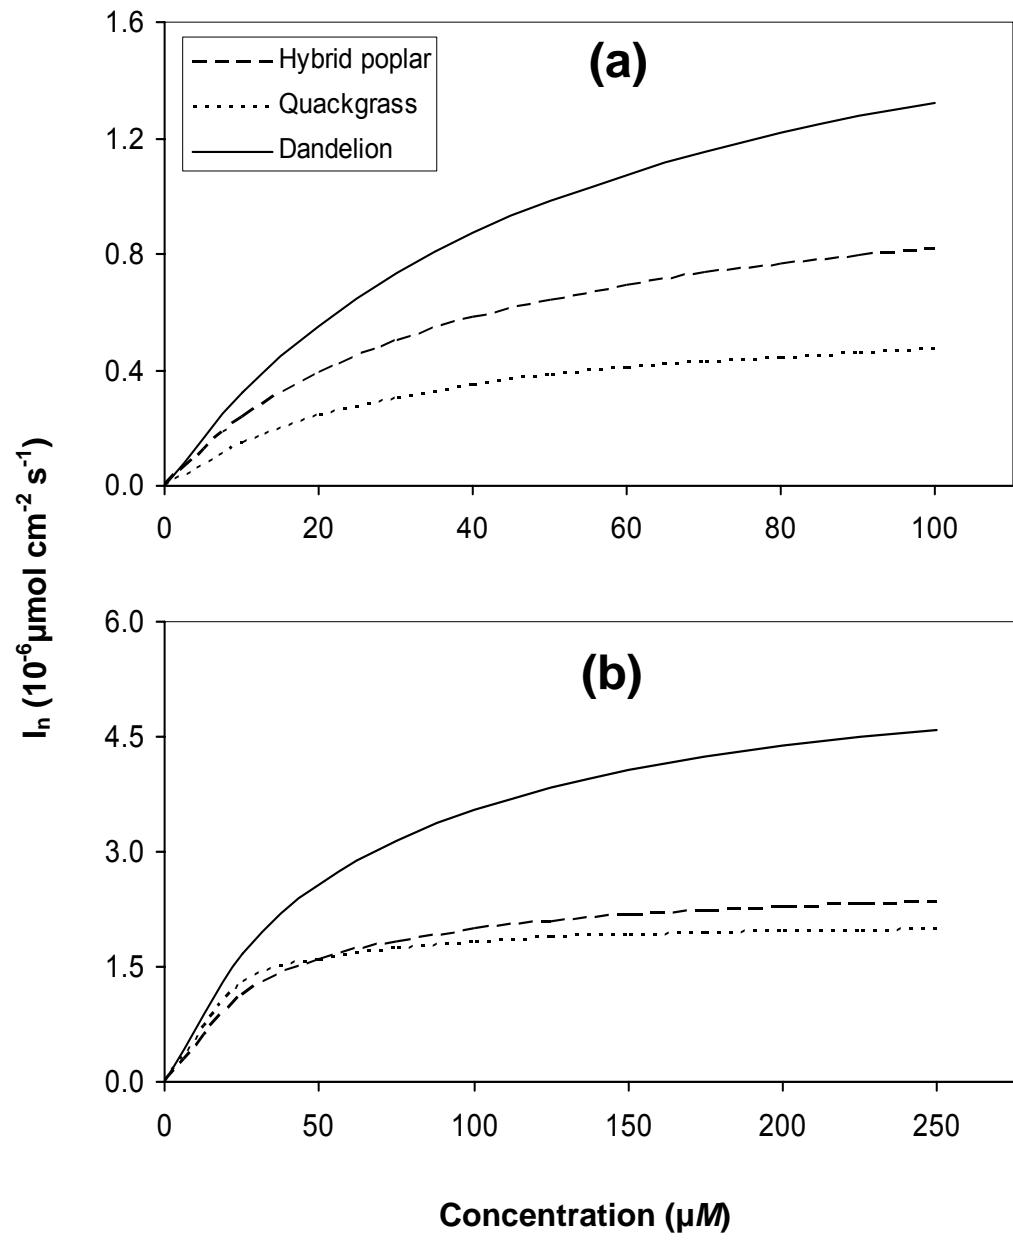 (a)
Hybrid poplar
Quackgrass
Dandelion
1.6
1.2
0.8
0.4
0.0
0 20 40 60 80 100
Iₙ (10⁻⁶µmol cm⁻² s⁻¹)
(b)
6.0
4.5
3.0
1.5
0.0
0 50 100 150 200 250
Concentration (µM)